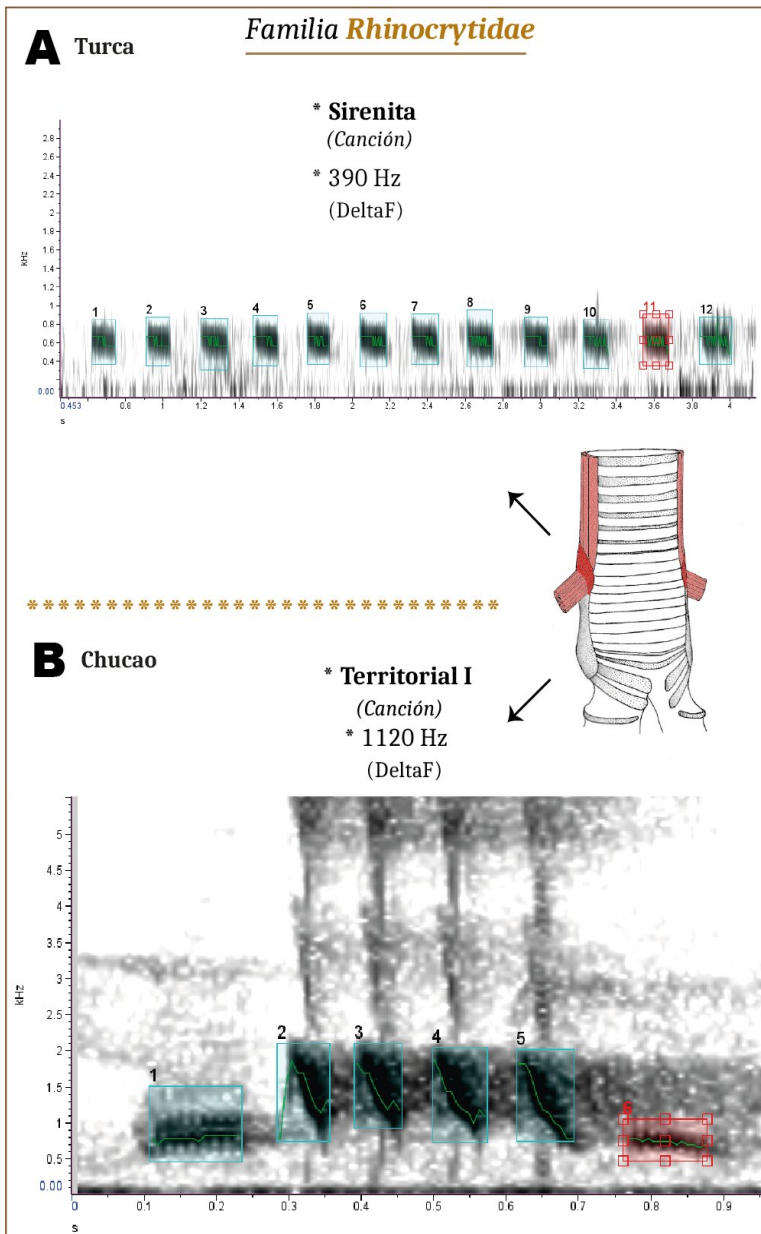 Familia Rhinocrytidae
A Turca
* Sirenita
(Canción)
* 390 Hz
(DeltaF)
kHz
2.8
2.6
2.4
2.2
2
1.8
1.6
1.4
1.2
1
0.8
0.6
0.4
0.00
1 2 3 4 5 6 7 8 9 10 11 12
0.453 0.8 1 1.2 1.4 1.6 1.8 2 2.2 2.4 2.6 2.8 3 3.2 3.4 3.6 3.8 4
s
* * * * * * * * * * * * * * * * * * * * * * * * * * * * * *
B Chucao
* Territorial I
(Canción)
* 1120 Hz
(DeltaF)
kHz
5
4.5
4
3.5
3
2.5
2
1.5
1
0.5
0.00
1 2 3 4 5 6
0 0.1 0.2 0.3 0.4 0.5 0.6 0.7 0.8 0.9
s